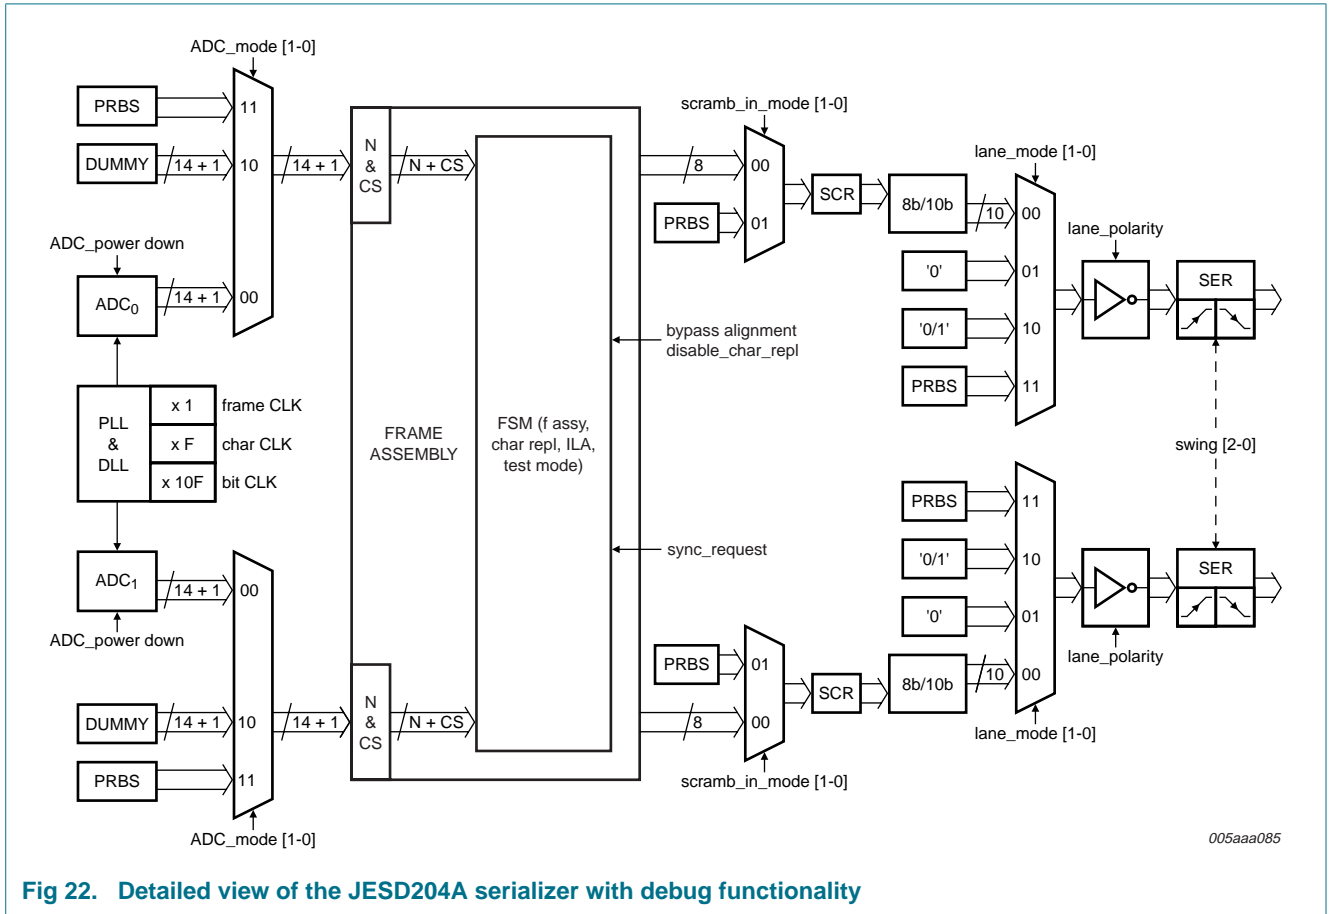 ADC_mode [1-0]
PRBS
11
DUMMY
14 + 1
10
14 + 1
ADC_power down
ADC0
14 + 1
00
PLL
&
DLL
x 1
frame CLK
x F
char CLK
x 10F
bit CLK
ADC1
14 + 1
00
ADC_power down
DUMMY
14 + 1
10
14 + 1
PRBS
11
ADC_mode [1-0]
N
&
CS
N + CS
FRAME
ASSEMBLY
FSM (f assy,
char repl, ILA,
test mode)
N
&
CS
N + CS
bypass alignment
disable_char_repl
sync_request
scramb_in_mode [1-0]
8
00
PRBS
01
SCR
8b/10b
10
lane_mode [1-0]
00
'0'
01
'0/1'
10
PRBS
11
lane_polarity
SER
swing [2-0]
PRBS
11
'0/1'
10
'0'
01
8b/10b
10
00
lane_mode [1-0]
lane_polarity
SER
PRBS
01
8
00
SCR
scramb_in_mode [1-0]
005aaa085
Fig 22. Detailed view of the JESD204A serializer with debug functionality